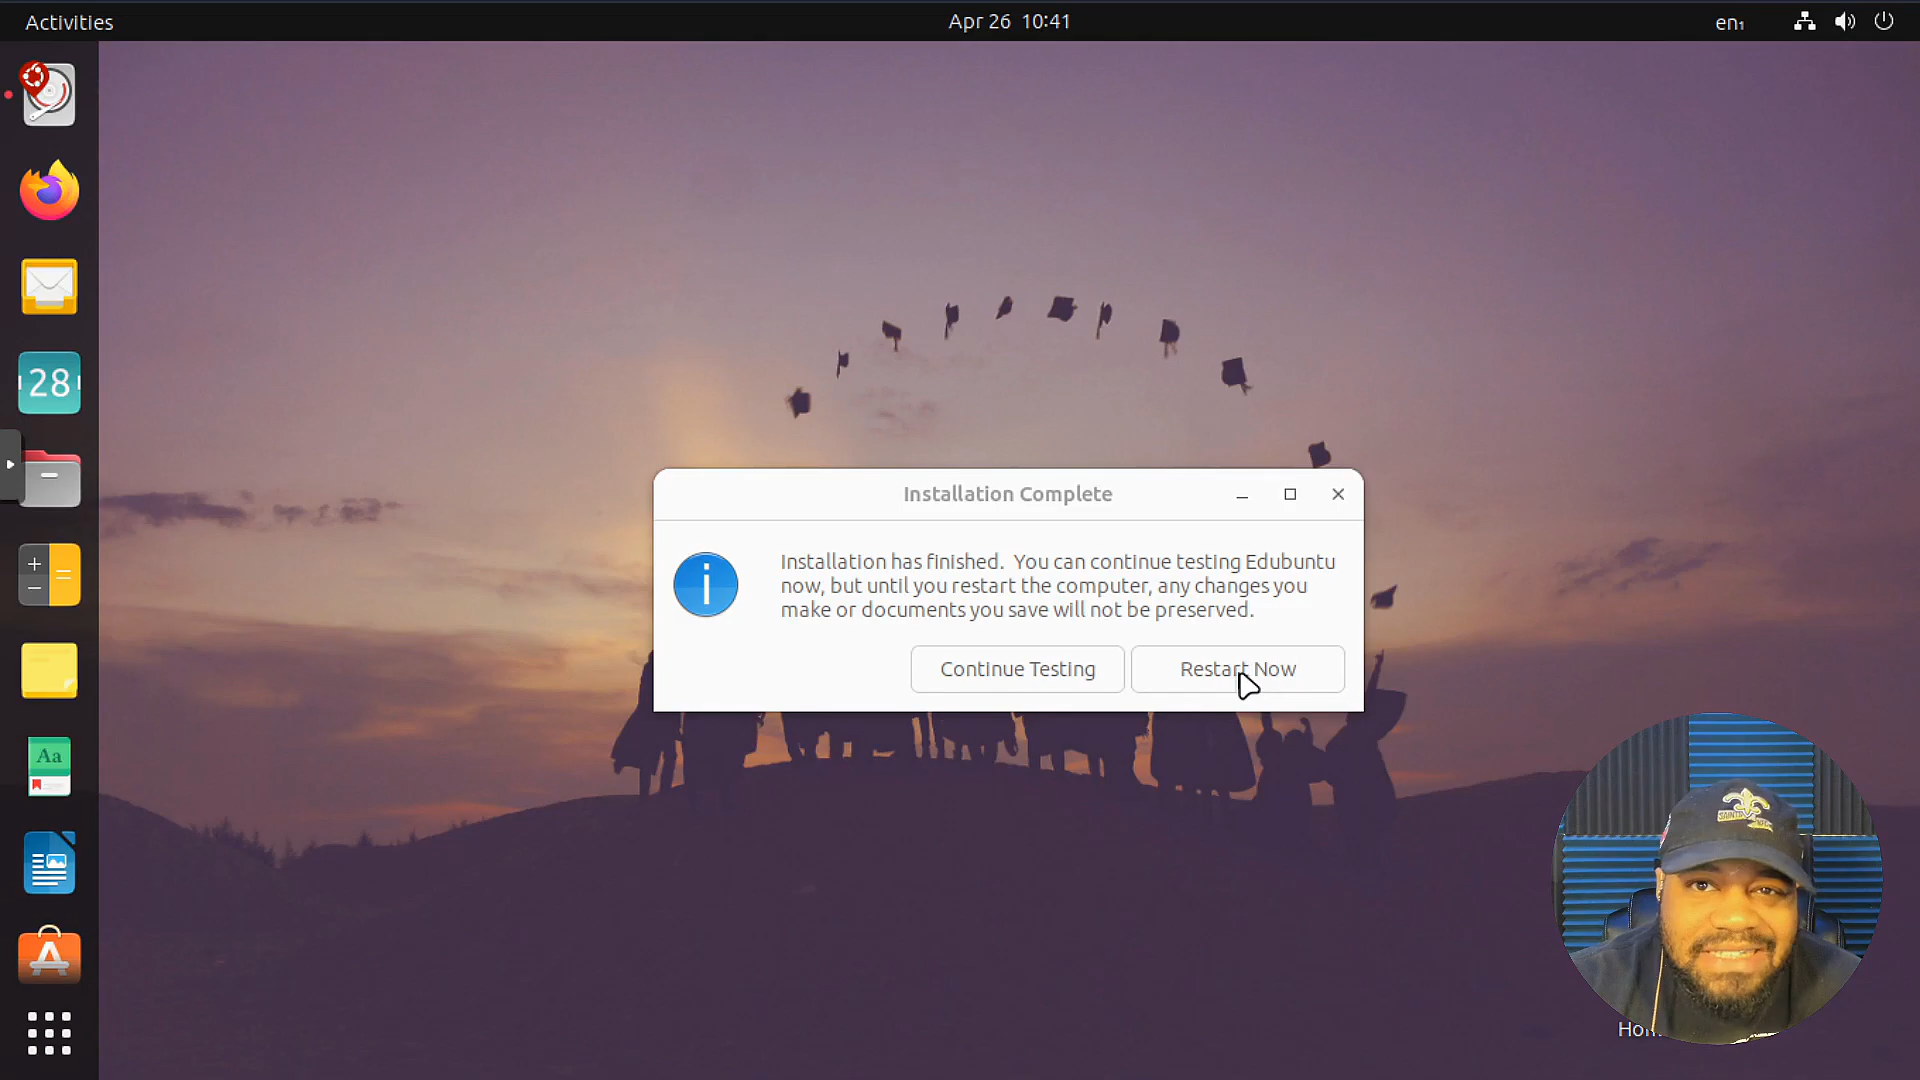 Activities
Apr 26 10:41
en₁
28
Installation Complete
Installation has finished. You can continue testing Edubuntu
now, but until you restart the computer, any changes you
make or documents you save will not be preserved.
Continue Testing
Restart Now
Aa
SAINTS